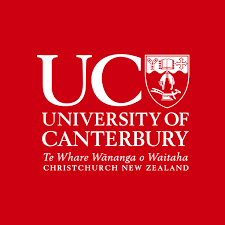 UC
UNIVERSITY OF
CANTERBURY
Te Whare Wānanga o Waitaha
CHRISTCHURCH NEW ZEALAND